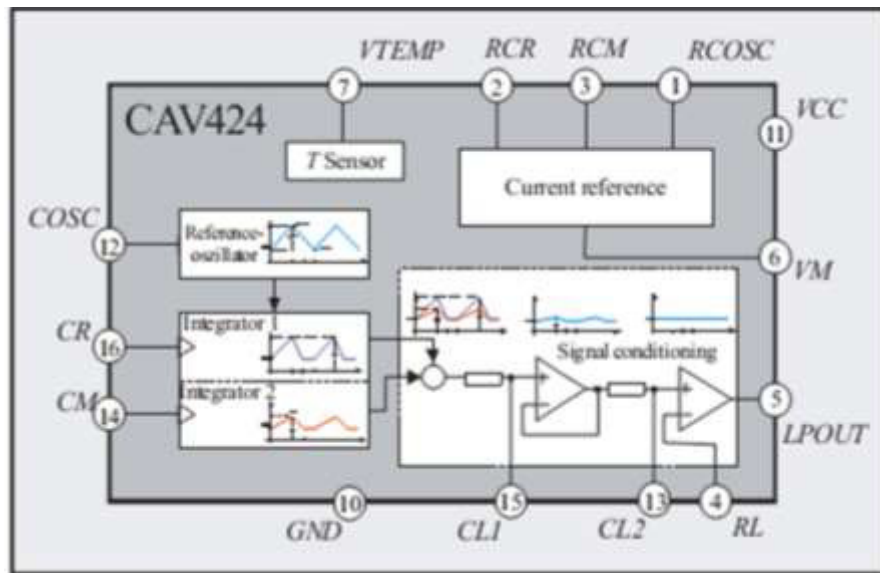 VTEMP RCR RCM RCOSC
7 2 3 1
VCC
11
CAV424
T Sensor
Current reference
COSC
12
Reference-
oszillator
6
VM
CR
16
Integrator 1
Signal conditioning
CM
14
Integrator 2
5
LPOUT
10 15 13 4
GND CL1 CL2 RL